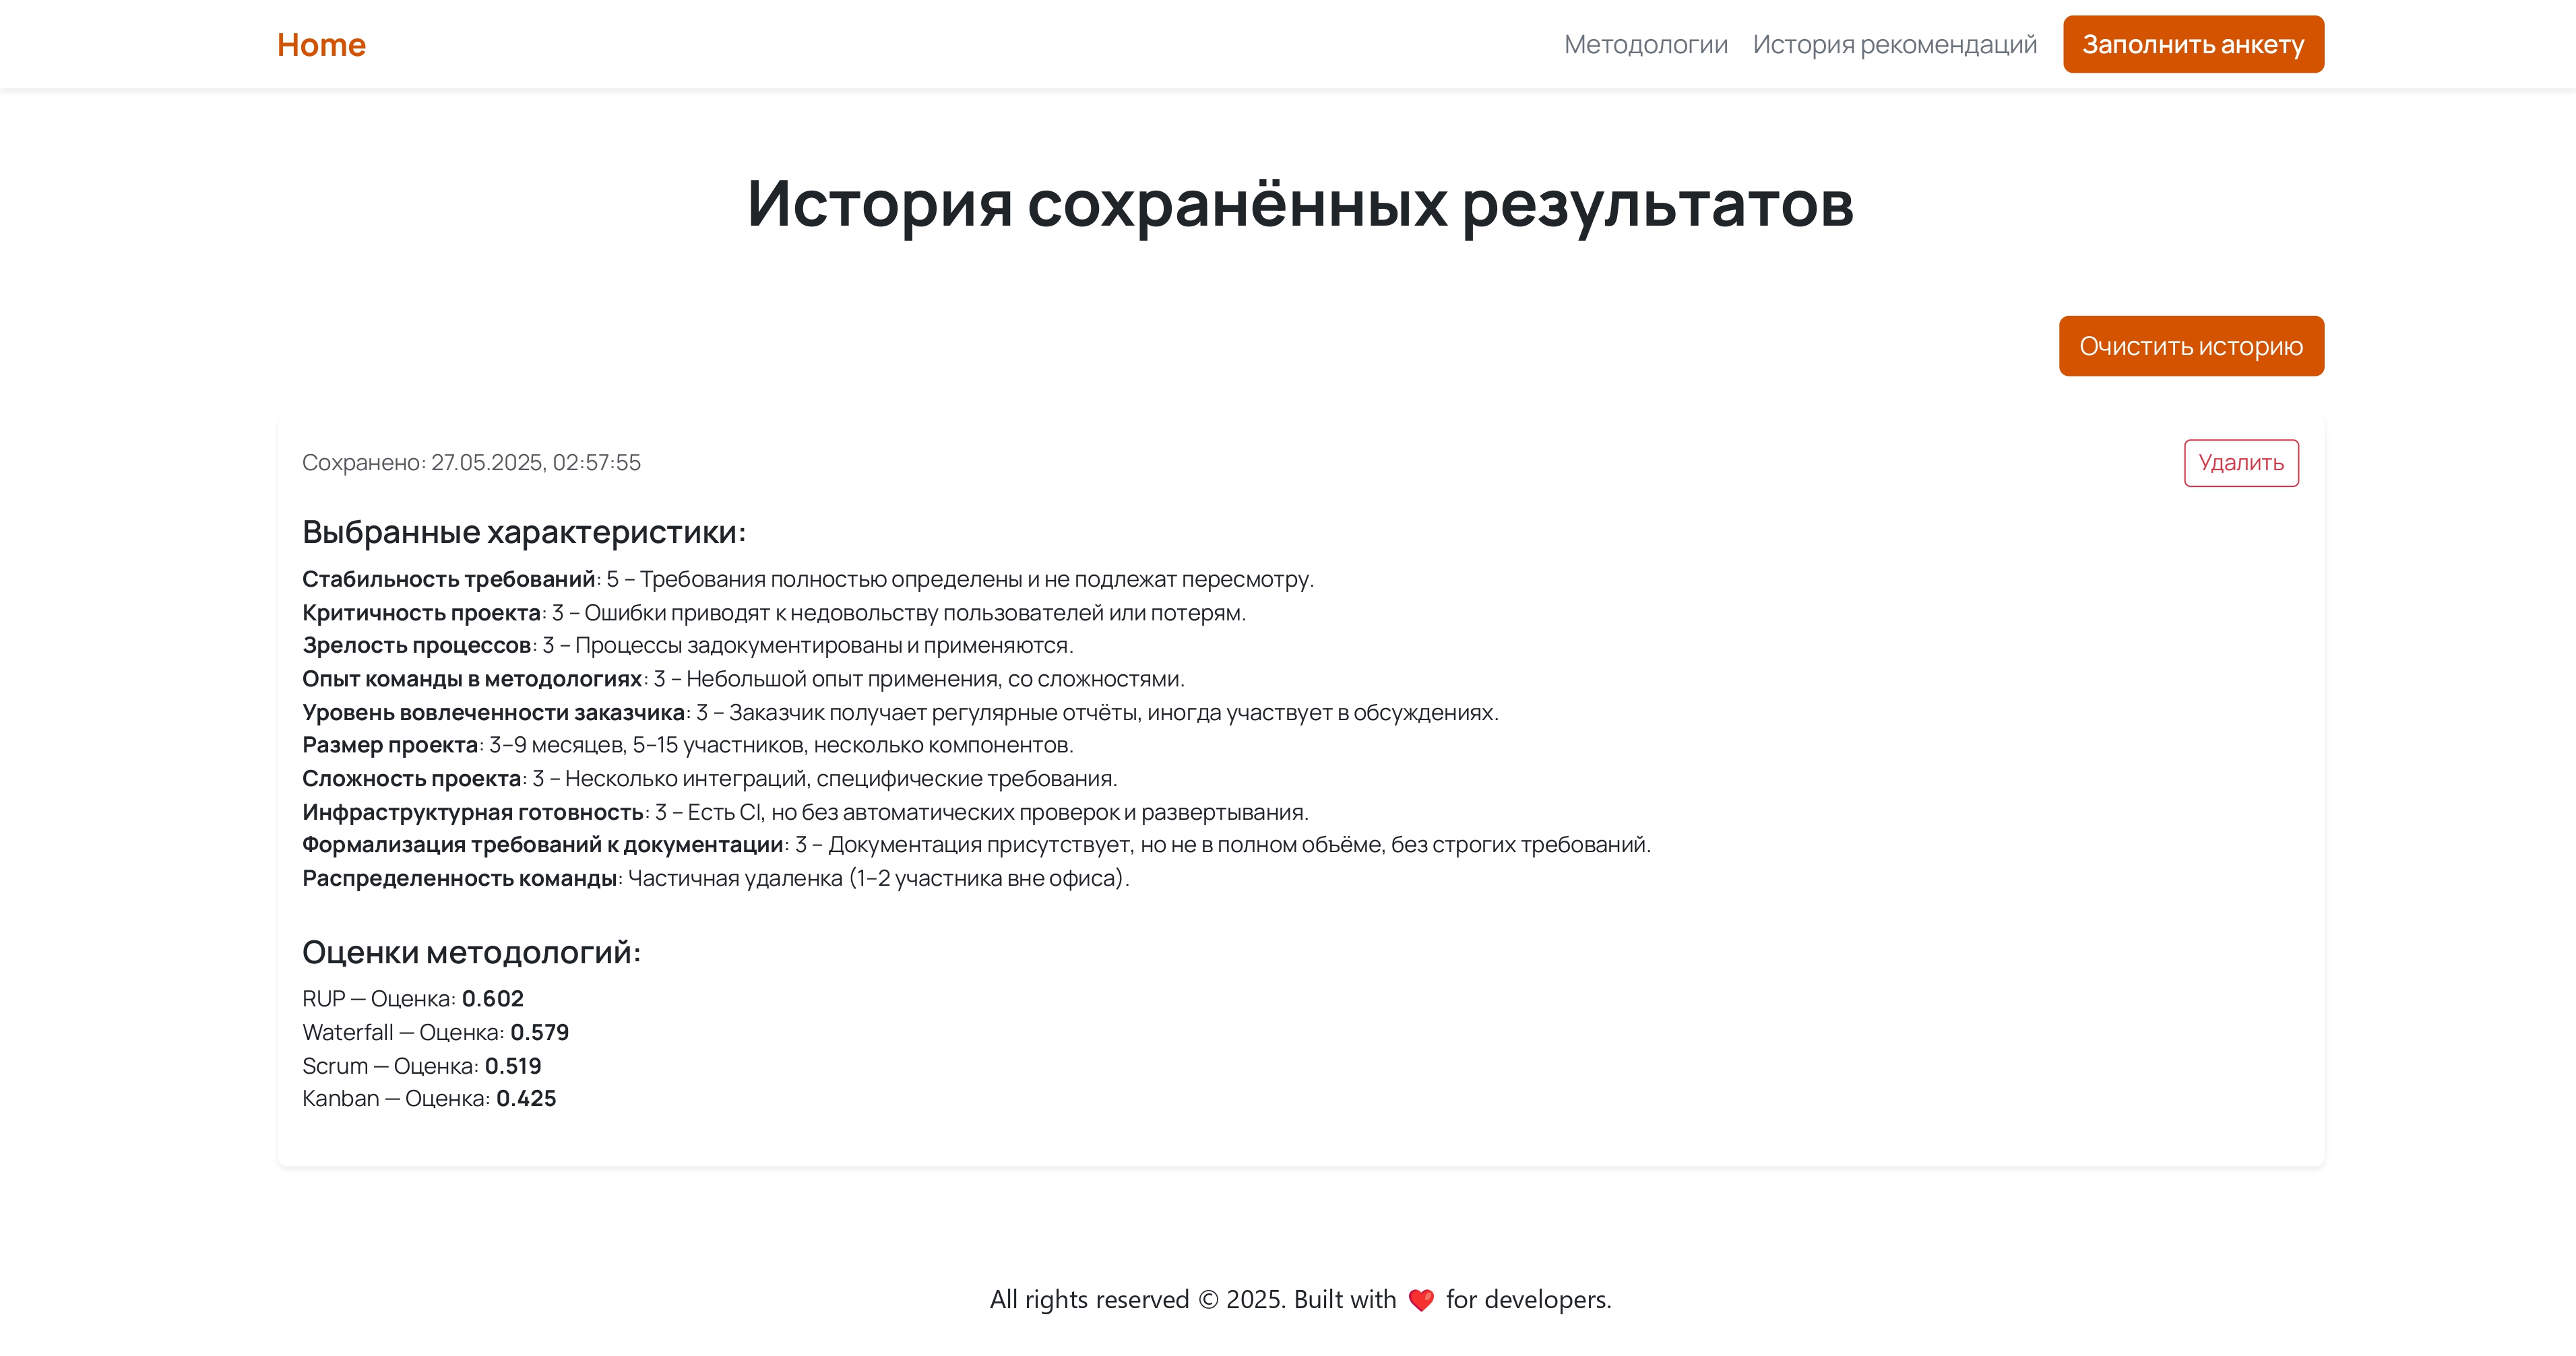 Home
Методологии
История рекомендаций
Заполнить анкету
История сохранённых результатов
Очистить историю
Сохранено: 27.05.2025, 02:57:55
Удалить
Выбранные характеристики:
Стабильность требований: 5 – Требования полностью определены и не подлежат пересмотру.
Критичность проекта: 3 – Ошибки приводят к недовольству пользователей или потерям.
Зрелость процессов: 3 – Процессы задокументированы и применяются.
Опыт команды в методологиях: 3 – Небольшой опыт применения, со сложностями.
Уровень вовлеченности заказчика: 3 – Заказчик получает регулярные отчёты, иногда участвует в обсуждениях.
Размер проекта: 3–9 месяцев, 5–15 участников, несколько компонентов.
Сложность проекта: 3 – Несколько интеграций, специфические требования.
Инфраструктурная готовность: 3 – Есть CI, но без автоматических проверок и развертывания.
Формализация требований к документации: 3 – Документация присутствует, но не в полном объёме, без строгих требований.
Распределенность команды: Частичная удаленка (1–2 участника вне офиса).
Оценки методологий:
RUP — Оценка: 0.602
Waterfall — Оценка: 0.579
Scrum — Оценка: 0.519
Kanban — Оценка: 0.425
All rights reserved © 2025. Built with ❤️ for developers.